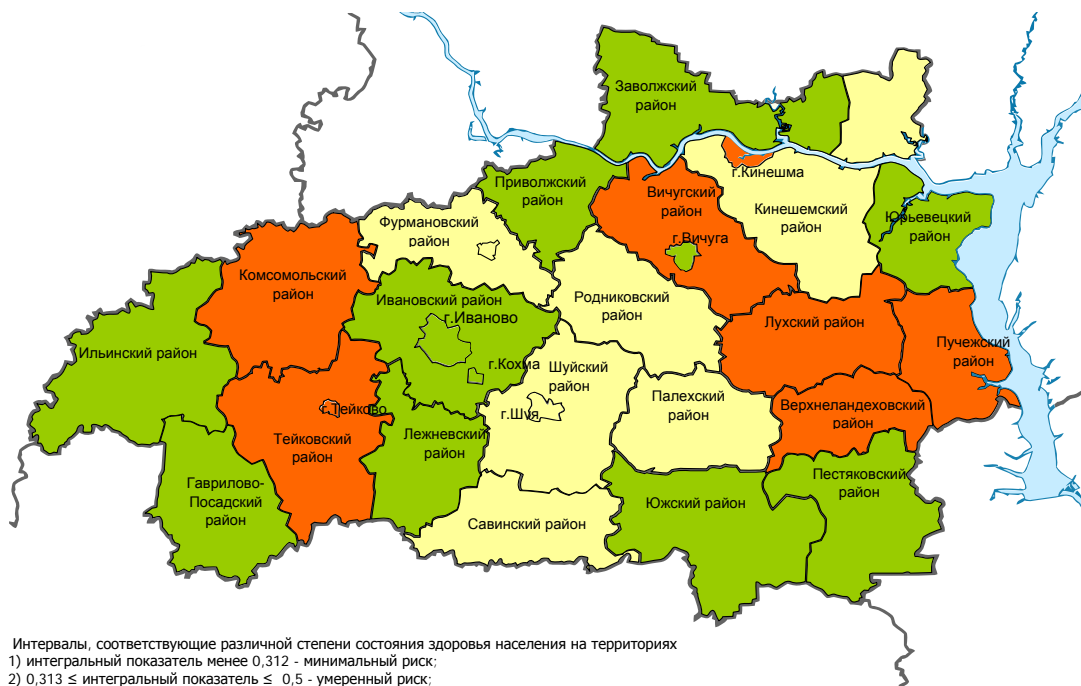 Заволжский
район
Приволжский
район
г.Кинешма
Вичугский
район
Кинешемский
район
Юрьевецкий
район
Фурмановский
район
г.Вичуга
Комсомольский
район
Ивановский район
г.Иваново
Родниковский
район
Лухский район
Пучежский
район
Ильинский район
г.Кохма
Шуйский
район
Палехский
район
Верхнеландеховский
район
г.Тейково
г.Шуя
Тейковский
район
Лежневский
район
Гаврилово-
Посадский
район
Пестяковский
район
Южский район
Савинский район
Интервалы, соответствующие различной степени состояния здоровья населения на территориях
1) интегральный показатель менее 0,312 - минимальный риск;
2) 0,313 ≤ интегральный показатель ≤ 0,5 - умеренный риск;